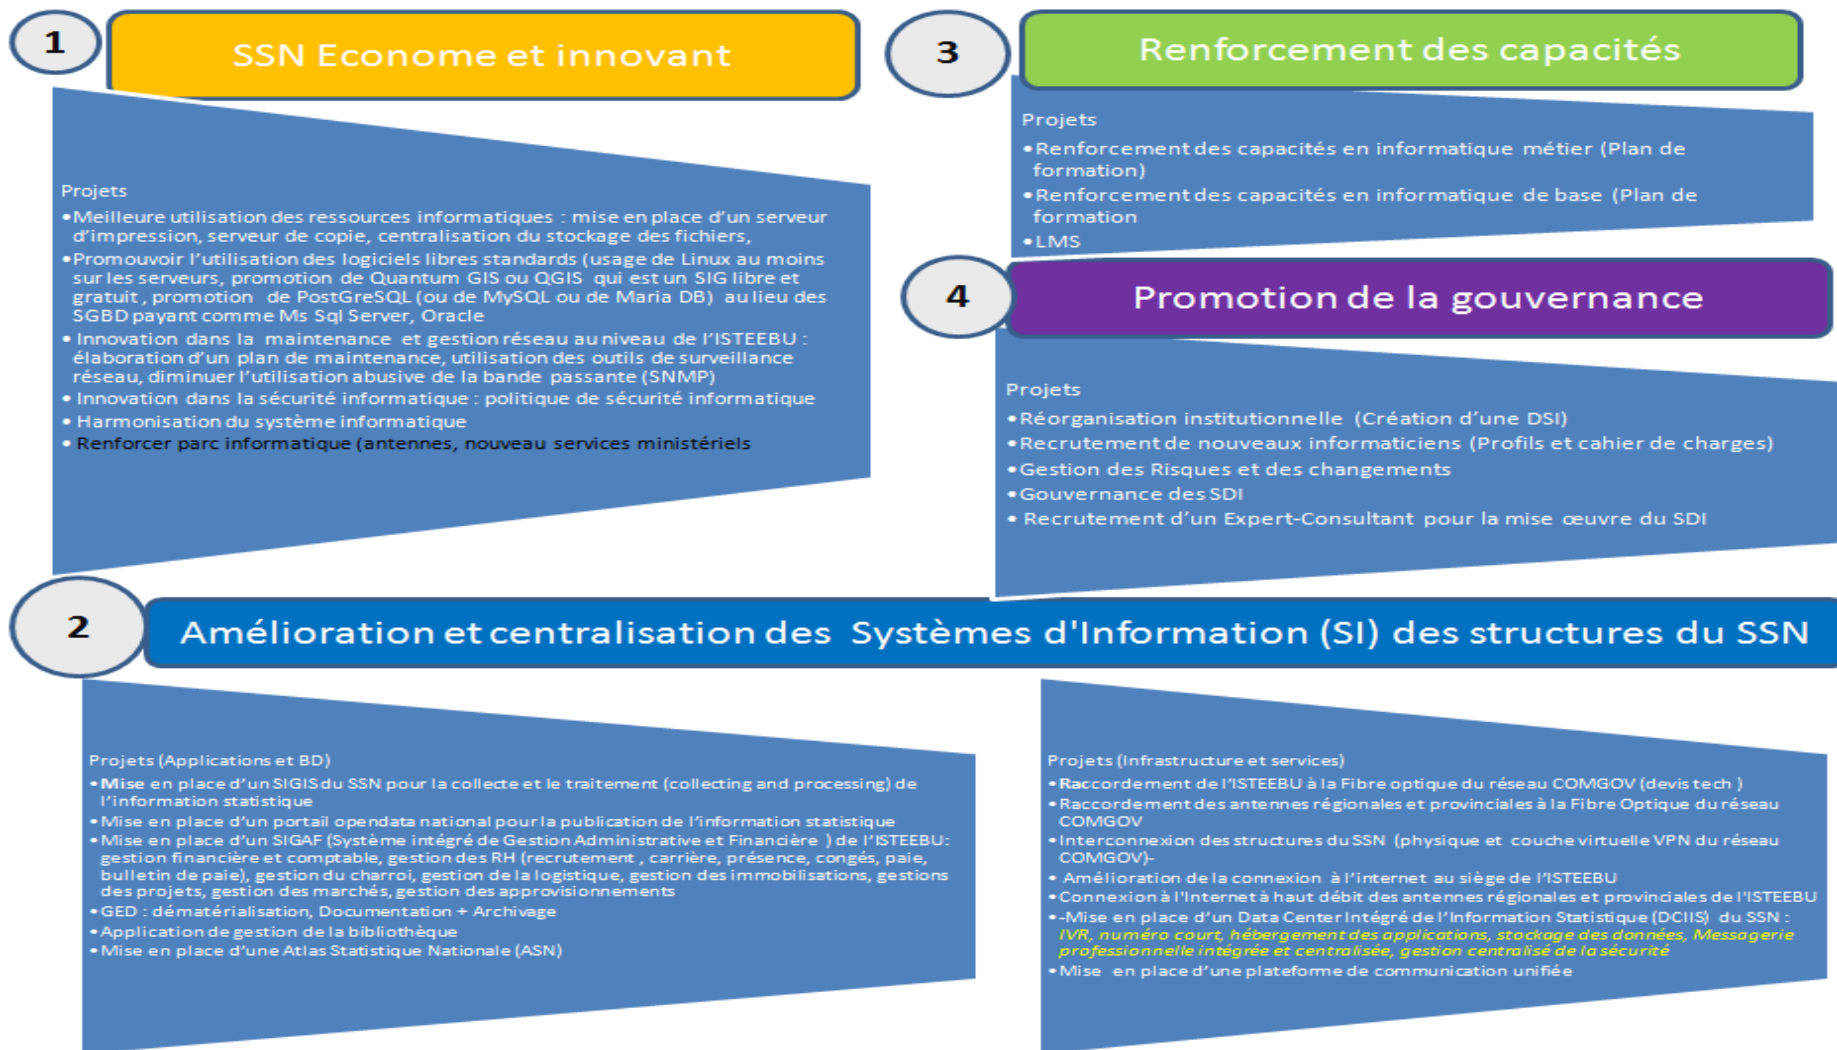 1
SSN Econome et innovant
Projets
•Meilleure utilisation des ressources informatiques : mise en place d’un serveur
d’impression, serveur de copie, centralisation du stockage des fichiers,
•Promouvoir l’utilisation des logiciels libres standards (usage de Linux au moins
sur les serveurs, promotion de Quantum GIS ou QGIS qui est un SIG libre et
gratuit , promotion de PostGreSQL (ou de MySQL ou de Maria DB) au lieu des
SGBD payant comme Ms Sql Server, Oracle
• Innovation dans la maintenance et gestion réseau au niveau de l’ISTEEBU :
élaboration d’un plan de maintenance, utilisation des outils de surveillance
réseau, diminuer l’utilisation abusive de la bande passante (SNMP)
• Innovation dans la sécurité informatique : politique de sécurité informatique
• Harmonisation du système informatique
• Renforcer parc informatique (antennes, nouveau services ministériels
3
Renforcement des capacités
Projets
•Renforcement des capacités en informatique métier (Plan de
formation)
•Renforcement des capacités en informatique de base (Plan de
formation
•LMS
4
Promotion de la gouvernance
Projets
•Réorganisation institutionnelle (Création d’une DSI)
•Recrutement de nouveaux informaticiens (Profils et cahier de charges)
•Gestion des Risques et des changements
•Gouvernance des SDI
• Recrutement d’un Expert-Consultant pour la mise œuvre du SDI
2
Amélioration et centralisation des Systèmes d'Information (SI) des structures du SSN
Projets (Applications et BD)
•Mise en place d’un SIGIS du SSN pour la collecte et le traitement (collecting and processing) de
l’information statistique
•Mise en place d’un portail opendata national pour la publication de l’information statistique
•Mise en place d’un SIGAF (Système intégré de Gestion Administrative et Financière ) de l’ISTEEBU:
gestion financière et comptable, gestion des RH (recrutement , carrière, présence, congés, paie,
bulletin de paie), gestion du charroi, gestion de la logistique, gestion des immobilisations, gestions
des projets, gestion des marchés, gestion des approvisionnements
•GED : dématérialisation, Documentation + Archivage
•Application de gestion de la bibliothèque
•Mise en place d’une Atlas Statistique Nationale (ASN)
Projets (Infrastructure et services)
•Raccordement de l’ISTEEBU à la Fibre optique du réseau COMGOV (devis tech )
•Raccordement des antennes régionales et provinciales à la Fibre Optique du réseau
COMGOV
•Interconnexion des structures du SSN (physique et couche virtuelle VPN du réseau
COMGOV)-
• Amélioration de la connexion à l’internet au siège de l’ISTEEBU
•Connexion à l'Internet à haut débit des antennes régionales et provinciales de l'ISTEEBU
•-Mise en place d’un Data Center Intégré de l’Information Statistique (DCIIS) du SSN :
IVR, numéro court, hébergement des applications, stockage des données, Messagerie
professionnelle intégrée et centralisée, gestion centralisé de la sécurité
•Mise en place d’une plateforme de communication unifiée